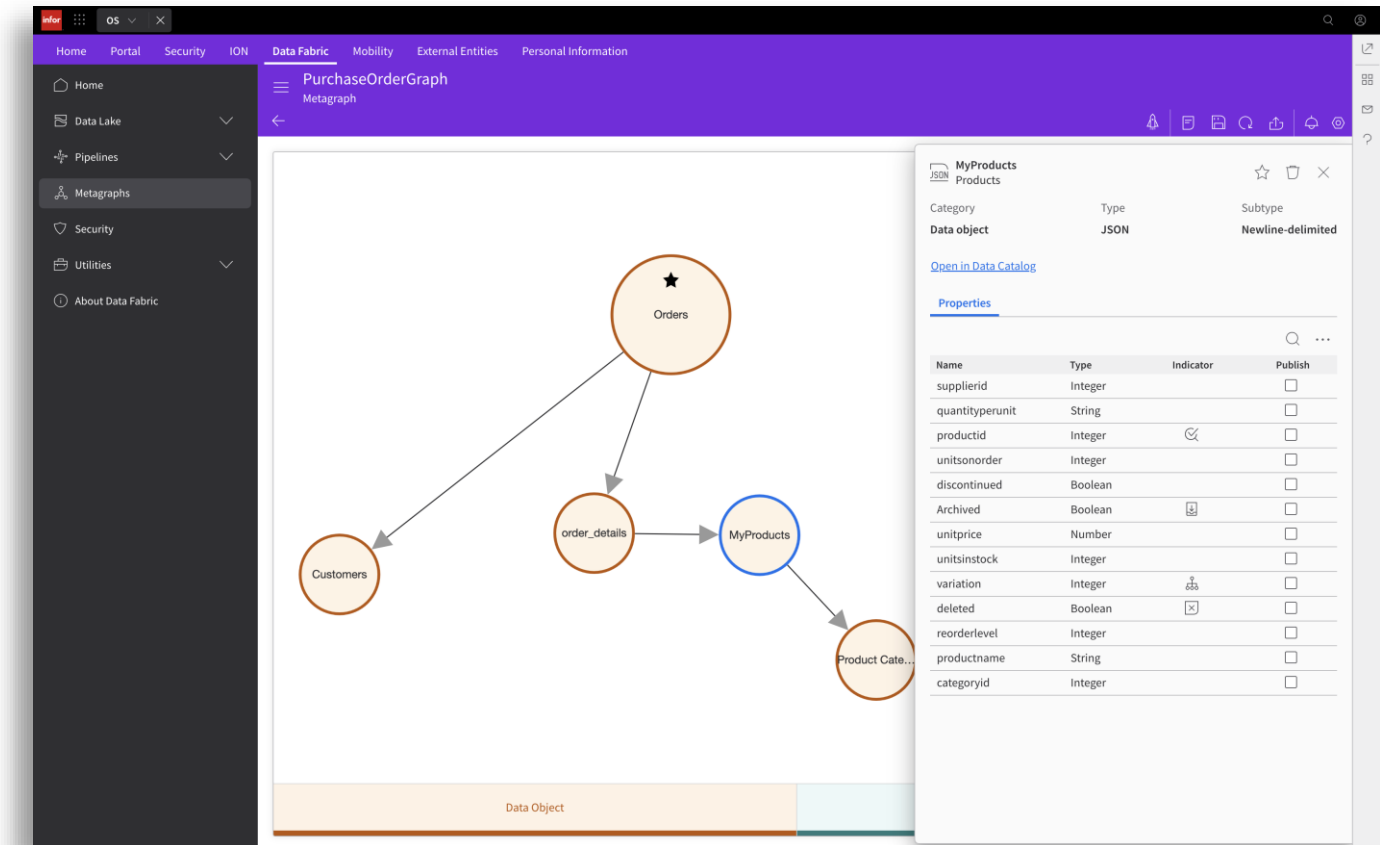 infor
OS
Home Portal Security ION Data Fabric Mobility External Entities Personal Information
Home
Data Lake
Pipelines
Metagraphs
Security
Utilities
About Data Fabric
PurchaseOrderGraph
Metagraph
Orders
Customers
order_details
MyProducts
Product Cate...
Data Object
JSON
MyProducts
Products
Category Type Subtype
Data object JSON Newline-delimited
Open in Data Catalog
Properties
Name Type Indicator Publish
supplierid Integer
quantityperunit String
productid Integer
unitsonorder Integer
discontinued Boolean
Archived Boolean
unitprice Number
unitsinstock Integer
variation Integer
deleted Boolean
reorderlevel Integer
productname String
categoryid Integer